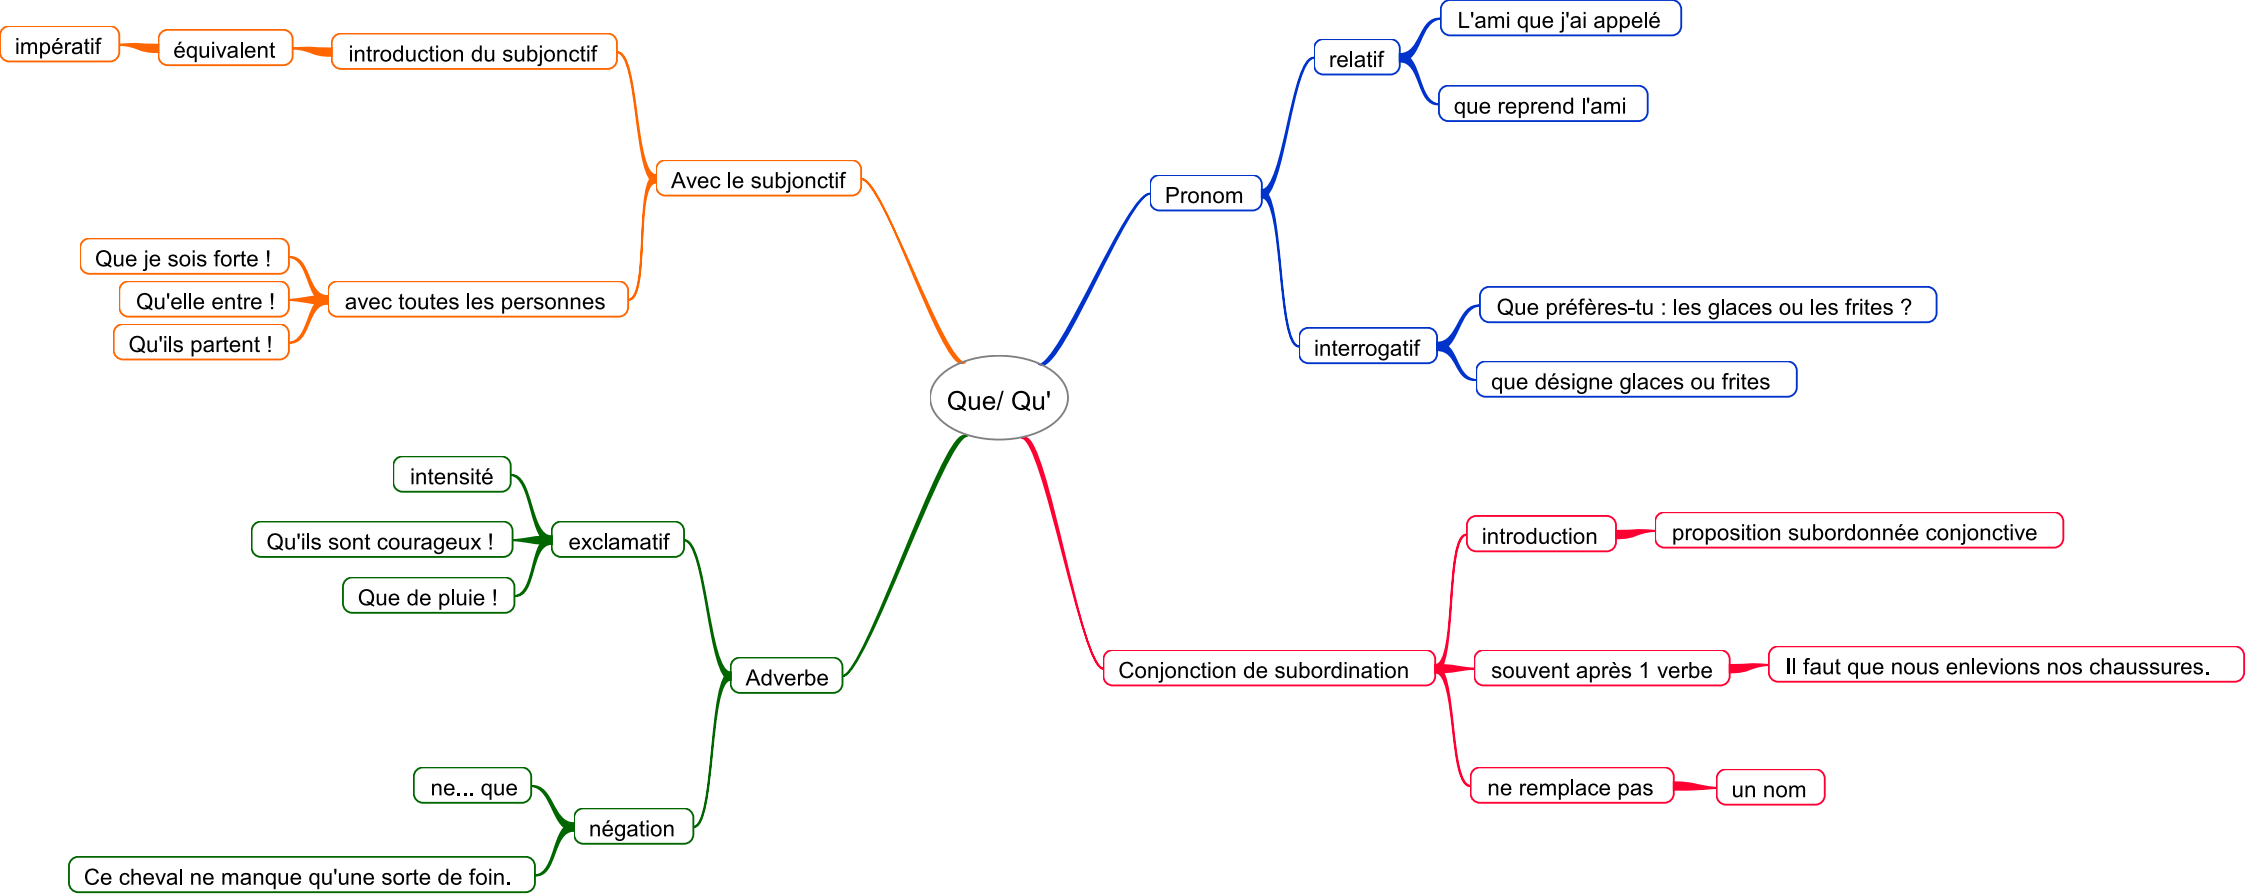 Que/ Qu'
Pronom
relatif
L'ami que j'ai appelé
que reprend l'ami
interrogatif
Que préfères-tu : les glaces ou les frites ?
que désigne glaces ou frites
Conjonction de subordination
introduction
proposition subordonnée conjonctive
souvent après 1 verbe
Il faut que nous enlevions nos chaussures.
ne remplace pas
un nom
Avec le subjonctif
introduction du subjonctif
équivalent
impératif
avec toutes les personnes
Que je sois forte !
Qu'elle entre !
Qu'ils partent !
Adverbe
exclamatif
intensité
Qu'ils sont courageux !
Que de pluie !
négation
ne... que
Ce cheval ne manque qu'une sorte de foin.